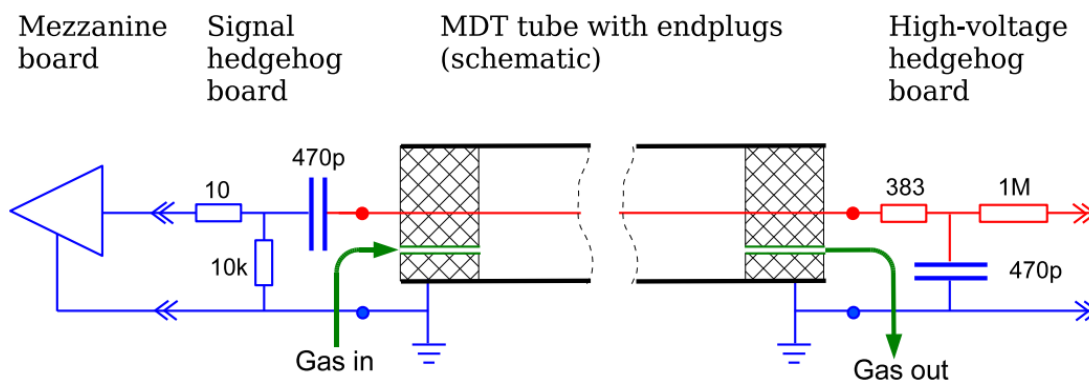 Mezzanine
board
Signal
hedgehog
board
MDT tube with endplugs
(schematic)
High-voltage
hedgehog
board
470p
10
10k
383
1M
470p
Gas in
Gas out